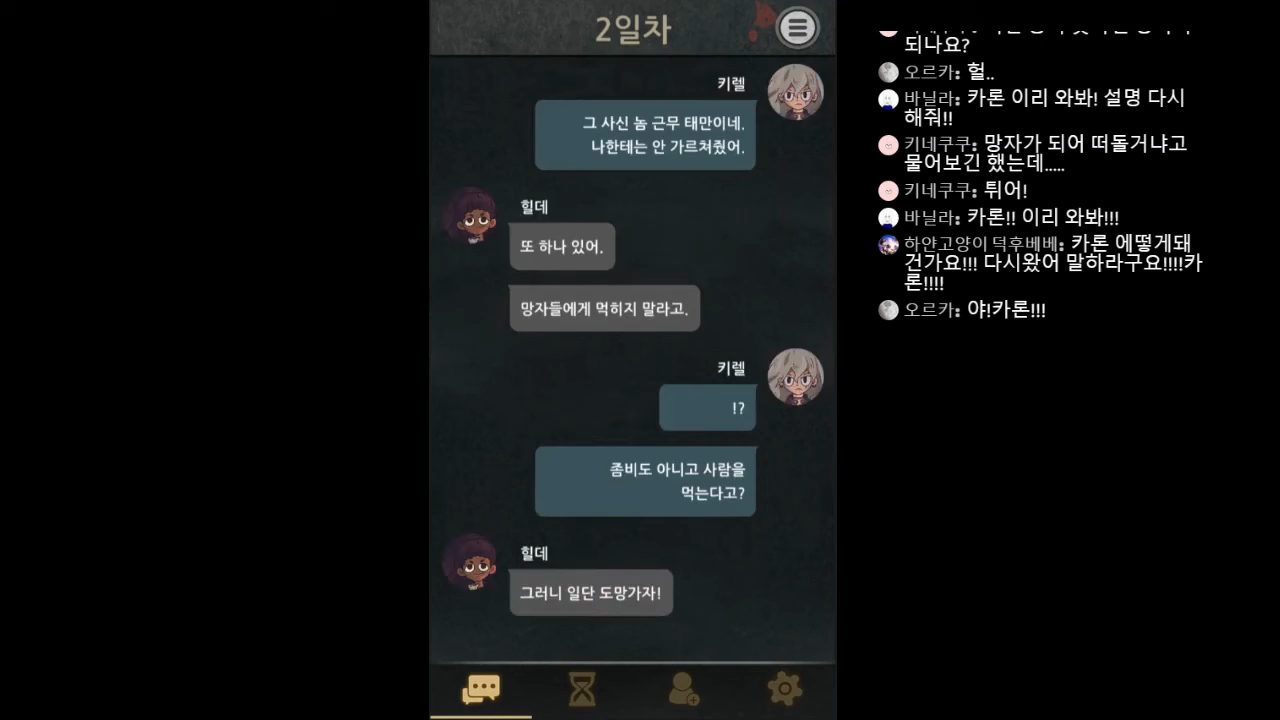 2일차
키렐
그 사신 놈 근무 태만이네.
나한테는 안 가르쳐줬어.
힐데
또 하나 있어.
망자들에게 먹히지 말라고.
키렐
!?
좀비도 아니고 사람을
먹는다고?
힐데
그러니 일단 도망가자!
되나요?
오르카: 헐..
바닐라: 카론 이리 와봐! 설명 다시
해줘!!
키네쿠쿠: 망자가 되어 떠돌거냐고
물어보긴 했는데.....
키네쿠쿠: 튀어!
바닐라: 카론!! 이리 와봐!!!
하얀고양이 덕후베베: 카론 에떻게돼
건가요!!! 다시왔어 말하라구요!!!!카
론!!!!
오르카: 야!카론!!!